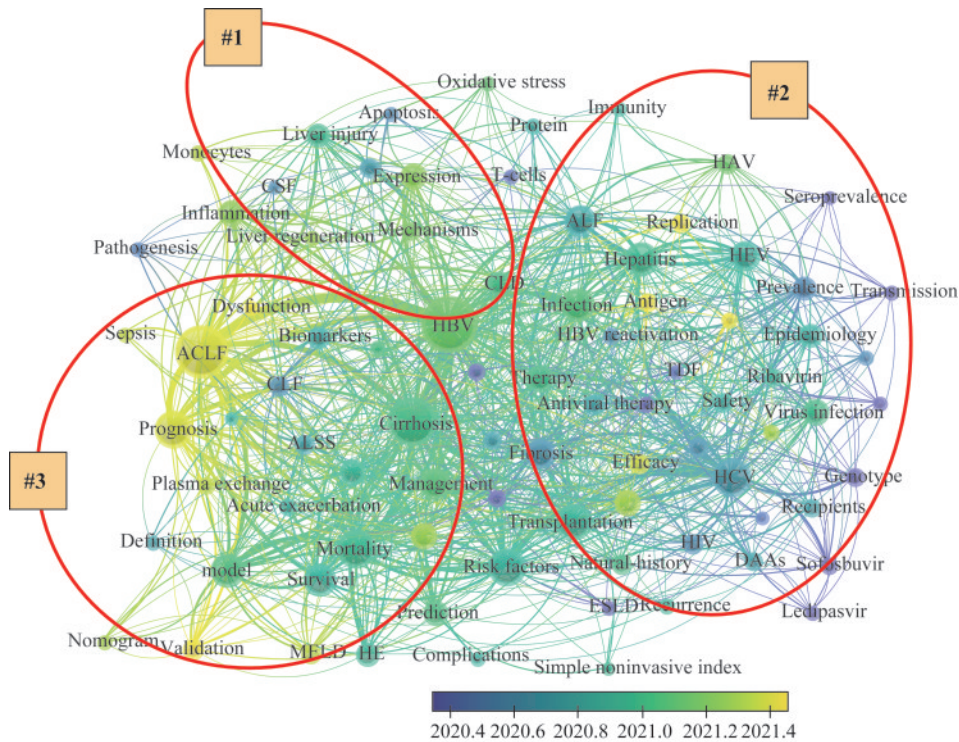 #1
#2
Oxidative stress
Apoptosis
Immunity
Liver injury
Protein
Monocytes
HAV
CSF
Expression
T-cells
Seroprevalence
Inflammation
ALF
Replication
Liver regeneration
Mechanisms
Pathogenesis
Hepatitis
HEV
CLD
Prevalence
Transmission
Dysfunction
Infection
Antigen
Sepsis
Biomarkers
HBV
HBV reactivation
Epidemiology
ACLF
CLF
Therapy
TDF
Ribavirin
Antiviral therapy
Safety
Virus infection
Prognosis
Cirrhosis
ALSS
Fibrosis
Efficacy
#3
Plasma exchange
Management
HCV
Genotype
Acute exacerbation
Transplantation
Recipients
Definition
Mortality
HIV
model
Survival
Risk factors
Natural-history
DAAs
Sofosbuvir
Prediction
ESLD
Recurrence
Ledipasvir
Nomogram
Validation
MELD
HE
Complications
Simple noninvasive index
2020.4 2020.6 2020.8 2021.0 2021.2 2021.4